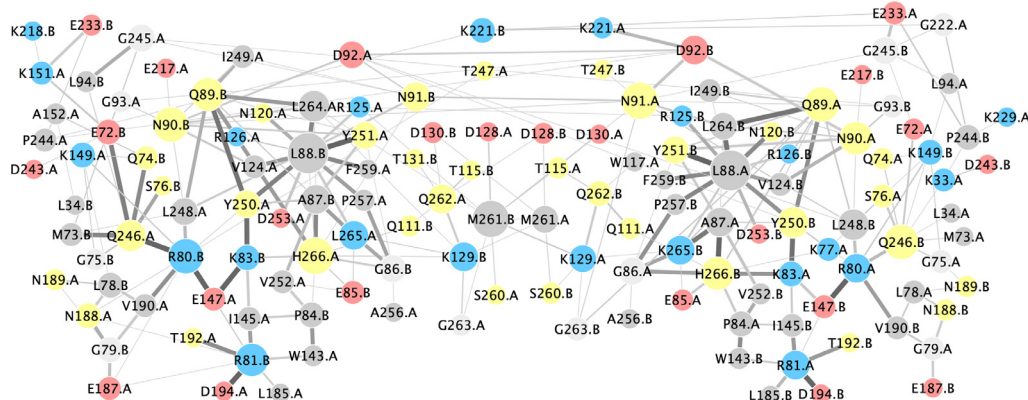 K218.B
E233.B
G245.A
K221.B
K221.A
E233.A
G222.A
K151.A
L94.B
E217.A
I249.A
D92.A
T247.A
T247.B
D92.B
G245.B
E217.B
L94.A
A152.A
G93.A
Q89.B
L264.A
R125.A
N91.B
N91.A
I249.B
Q89.A
G93.B
K229.A
P244.A
E72.B
N90.B
R126.A
N120.A
Y251.A
D130.B
D128.A
D128.B
D130.A
R125.B
L264.B
N120.B
N90.A
E72.A
P244.B
D243.A
K149.A
Q74.B
V124.A
L88.B
F259.A
T131.B
T115.B
T115.A
W117.A
Y251.B
R126.B
Q74.A
K149.B
D243.B
S76.B
F259.B
L88.A
V124.B
K33.A
L34.B
L248.A
Y250.A
A87.B
P257.A
Q262.A
Q262.B
P257.B
S76.A
M73.B
Q246.A
D253.A
L265.A
Q111.B
M261.B
M261.A
Q111.A
A87.A
D253.B
Y250.B
L248.B
L34.A
M73.A
G75.B
R80.B
K83.B
H266.A
G86.B
K129.B
K129.A
G86.A
K265.B
H266.B
K83.A
K77.A
R80.A
Q246.B
G75.A
N189.A
L78.B
V190.B
E147.A
V252.A
E85.B
A256.A
S260.A
S260.B
E85.A
V252.B
E147.B
L78.A
N189.B
N188.A
I145.A
P84.B
G263.A
G263.B
A256.B
P84.A
I145.B
V190.B
N188.B
G79.B
T192.A
R81.B
W143.A
W143.B
R81.A
T192.B
G79.A
E187.A
D194.A
L185.A
L185.B
D194.B
E187.B